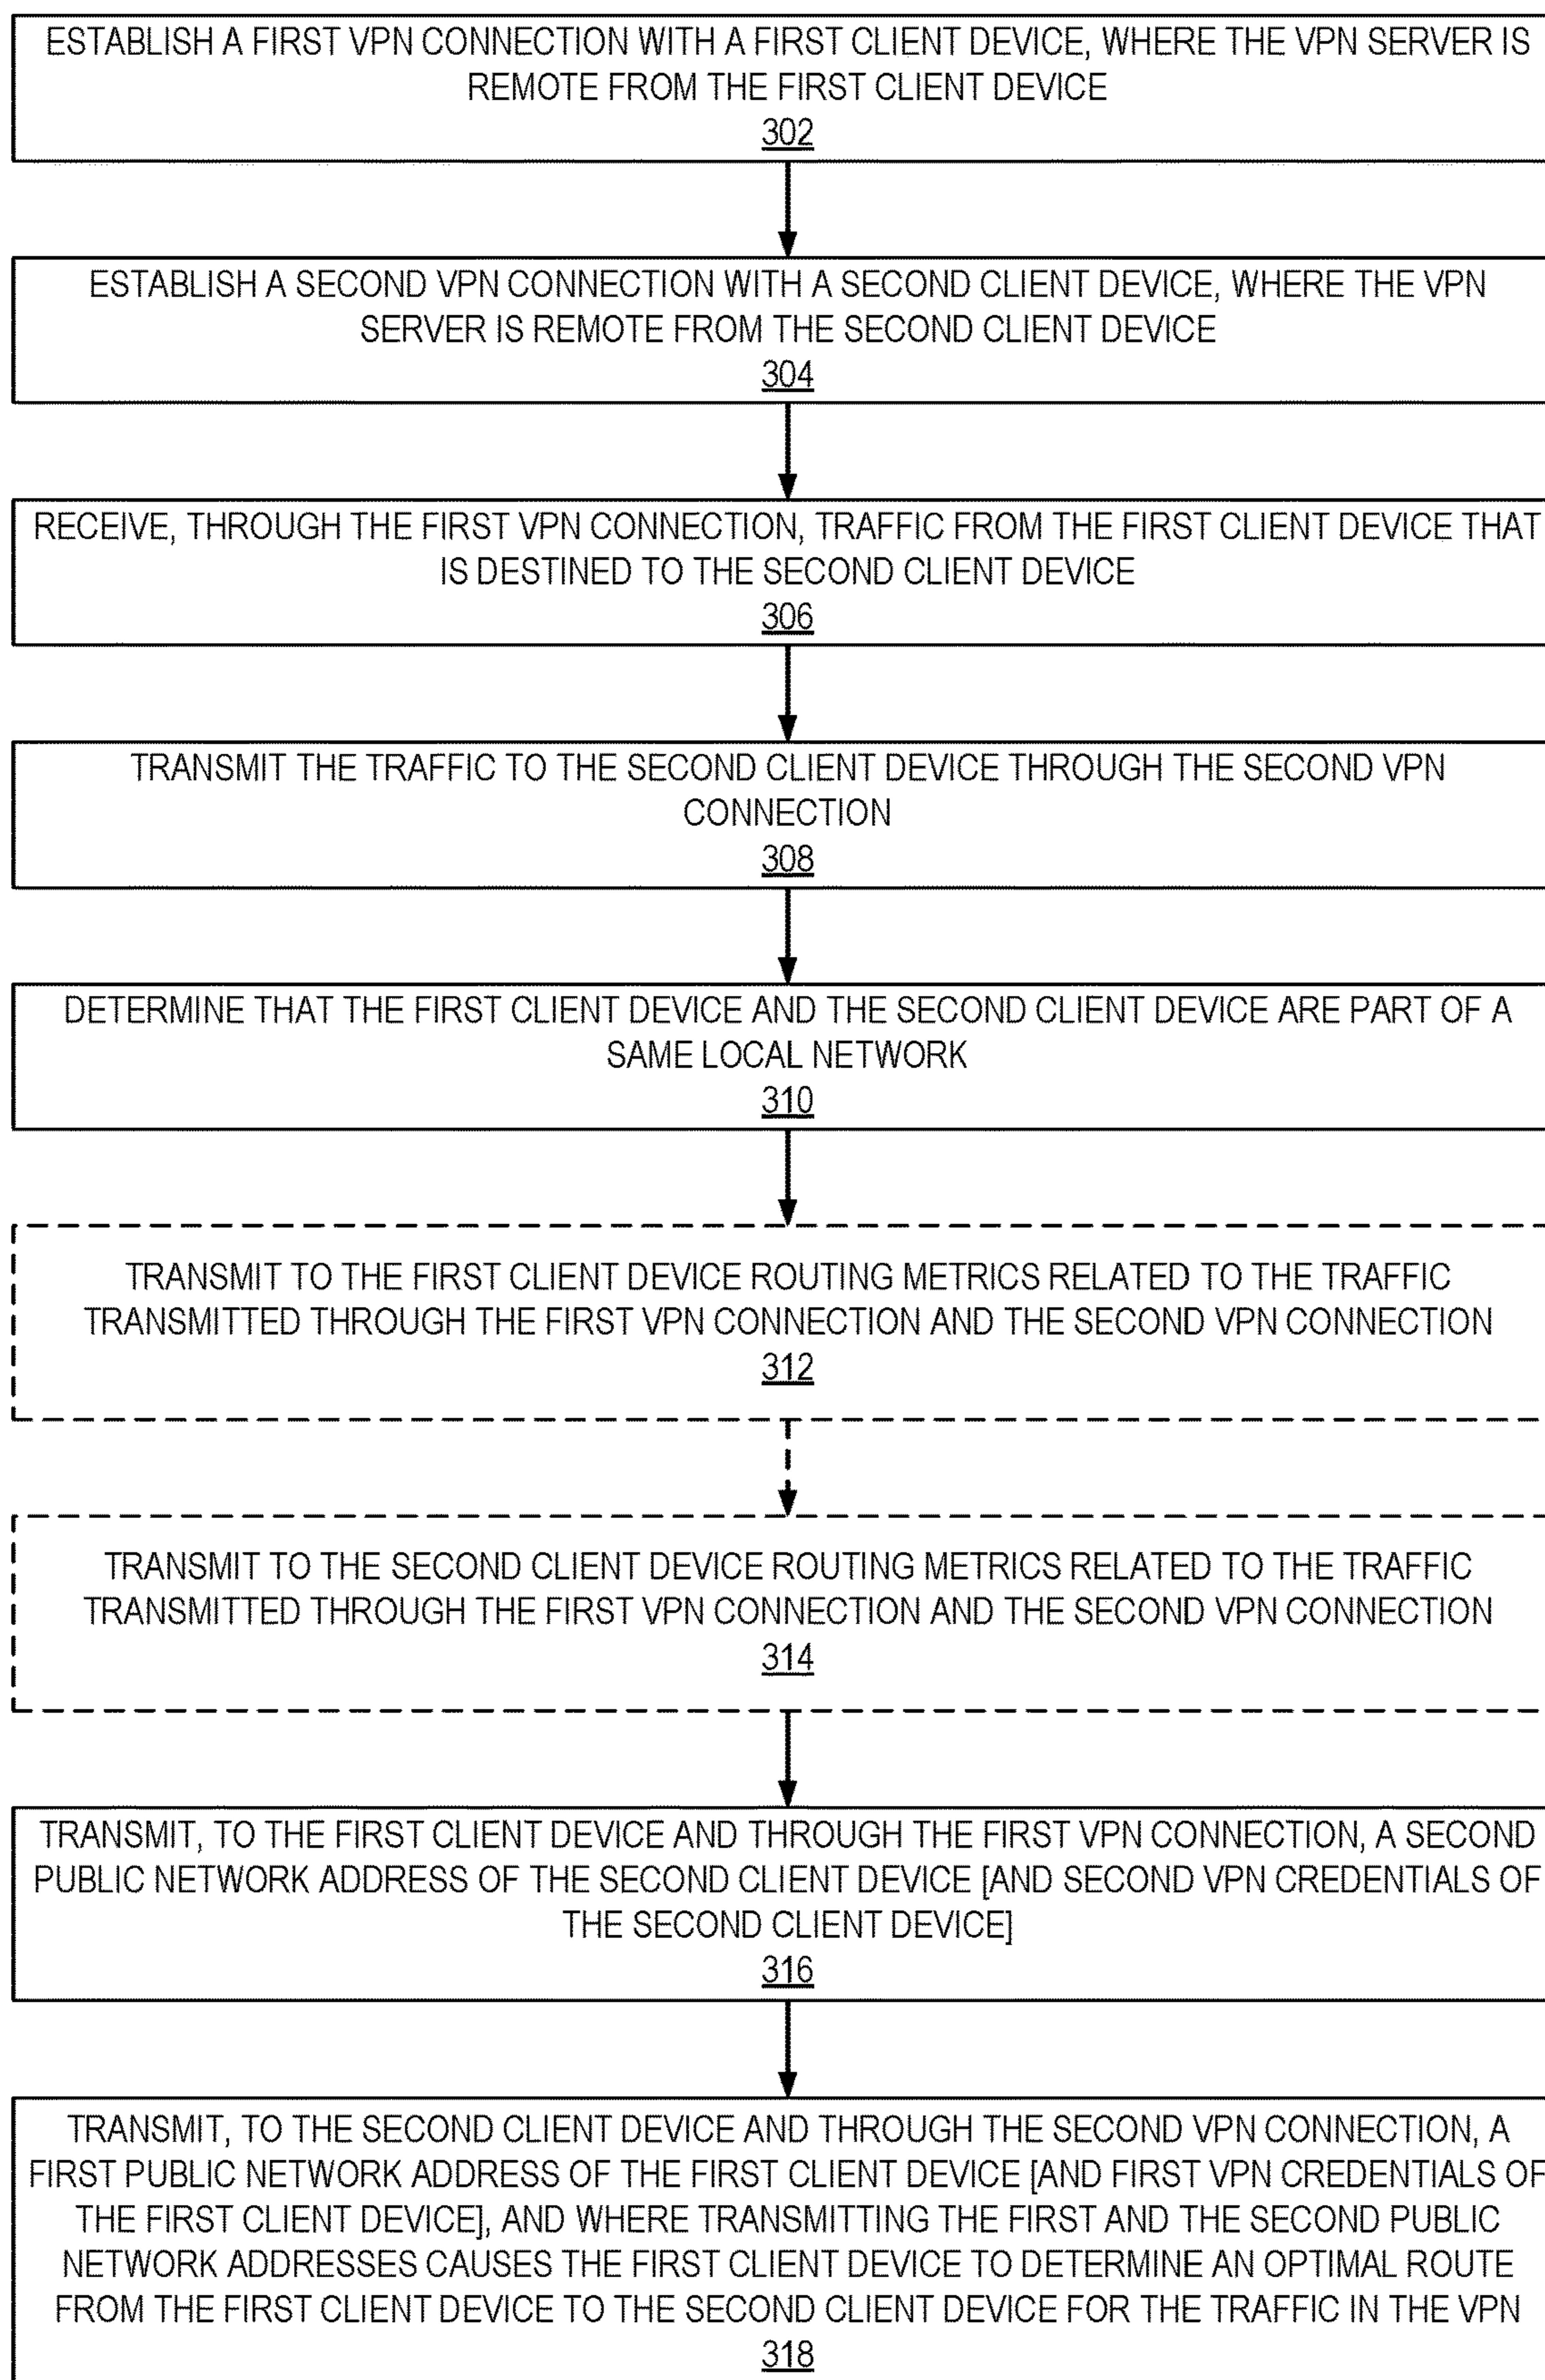 ESTABLISH A FIRST VPN CONNECTION WITH A FIRST CLIENT DEVICE, WHERE THE VPN SERVER IS
REMOTE FROM THE FIRST CLIENT DEVICE
302
ESTABLISH A SECOND VPN CONNECTION WITH A SECOND CLIENT DEVICE, WHERE THE VPN
SERVER IS REMOTE FROM THE SECOND CLIENT DEVICE
304
RECEIVE, THROUGH THE FIRST VPN CONNECTION, TRAFFIC FROM THE FIRST CLIENT DEVICE THAT
IS DESTINED TO THE SECOND CLIENT DEVICE
306
TRANSMIT THE TRAFFIC TO THE SECOND CLIENT DEVICE THROUGH THE SECOND VPN
CONNECTION
308
DETERMINE THAT THE FIRST CLIENT DEVICE AND THE SECOND CLIENT DEVICE ARE PART OF A
SAME LOCAL NETWORK
310
TRANSMIT TO THE FIRST CLIENT DEVICE ROUTING METRICS RELATED TO THE TRAFFIC
TRANSMITTED THROUGH THE FIRST VPN CONNECTION AND THE SECOND VPN CONNECTION
312
TRANSMIT TO THE SECOND CLIENT DEVICE ROUTING METRICS RELATED TO THE TRAFFIC
TRANSMITTED THROUGH THE FIRST VPN CONNECTION AND THE SECOND VPN CONNECTION
314
TRANSMIT, TO THE FIRST CLIENT DEVICE AND THROUGH THE FIRST VPN CONNECTION, A SECOND
PUBLIC NETWORK ADDRESS OF THE SECOND CLIENT DEVICE [AND SECOND VPN CREDENTIALS OF
THE SECOND CLIENT DEVICE]
316
TRANSMIT, TO THE SECOND CLIENT DEVICE AND THROUGH THE SECOND VPN CONNECTION, A
FIRST PUBLIC NETWORK ADDRESS OF THE FIRST CLIENT DEVICE [AND FIRST VPN CREDENTIALS OF
THE FIRST CLIENT DEVICE], AND WHERE TRANSMITTING THE FIRST AND THE SECOND PUBLIC
NETWORK ADDRESSES CAUSES THE FIRST CLIENT DEVICE TO DETERMINE AN OPTIMAL ROUTE
FROM THE FIRST CLIENT DEVICE TO THE SECOND CLIENT DEVICE FOR THE TRAFFIC IN THE VPN
318